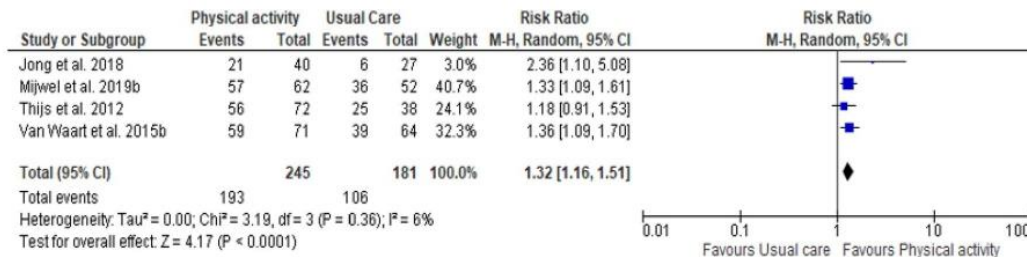 Physical activity Usual Care Risk Ratio Risk Ratio
Study or Subgroup Events Total Events Total Weight M-H, Random, 95% CI M-H, Random, 95% CI
Jong et al. 2018 21 40 6 27 3.0% 2.36 [1.10, 5.08]
Mijwel et al. 2019b 57 62 36 52 40.7% 1.33 [1.09, 1.61]
Thijs et al. 2012 56 72 25 38 24.1% 1.18 [0.91, 1.53]
Van Waart et al. 2015b 59 71 39 64 32.3% 1.36 [1.09, 1.70]
Total (95% CI) 245 181 100.0% 1.32 [1.16, 1.51]
Total events 193 106
Heterogeneity: Tau² = 0.00; Chi² = 3.19, df = 3 (P = 0.36); I² = 6%
Test for overall effect: Z = 4.17 (P < 0.0001)
0.01 0.1 1 10 100
Favours Usual care Favours Physical activity